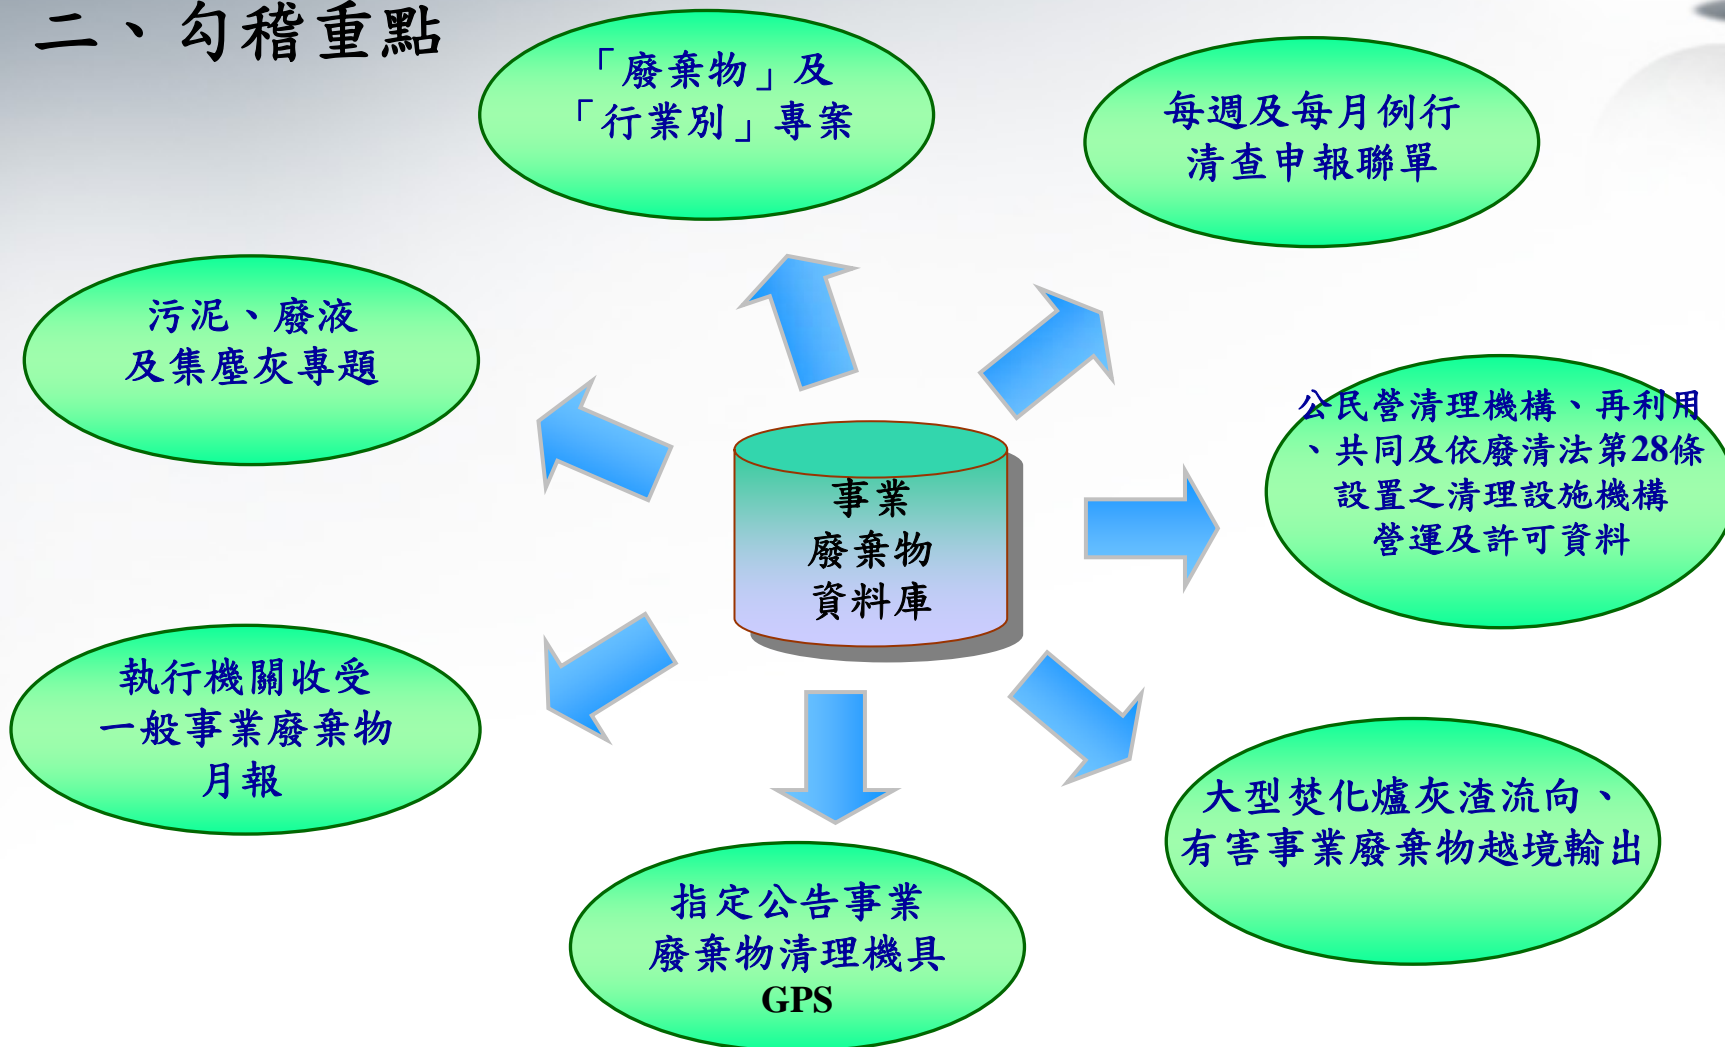 二、勾稽重點
「廢棄物」及
「行業別」專案
每週及每月例行
清查申報聯單
污泥、廢液
及集塵灰專題
公民營清理機構、再利用
、共同及依廢清法第28條
設置之清理設施機構
營運及許可資料
事業
廢棄物
資料庫
執行機關收受
一般事業廢棄物
月報
大型焚化爐灰渣流向、
有害事業廢棄物越境輸出
指定公告事業
廢棄物清理機具
GPS